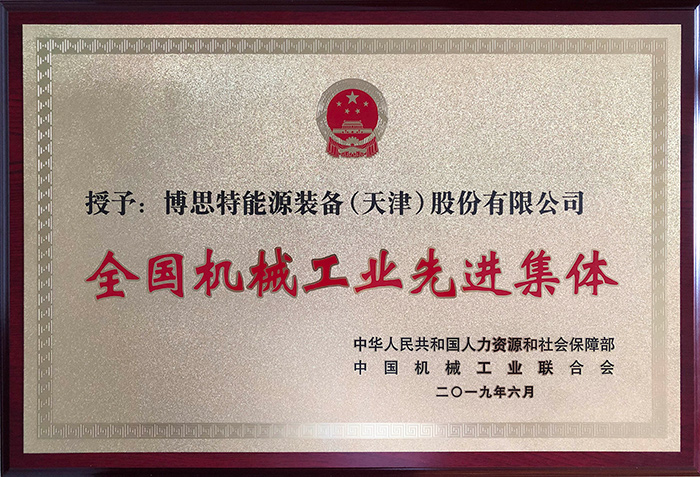 授予：博思特能源装备（天津）股份有限公司
全国机械工业先进集体
中华人民共和国人力资源和社会保障部
中国机械工业联合会
二〇一九年六月